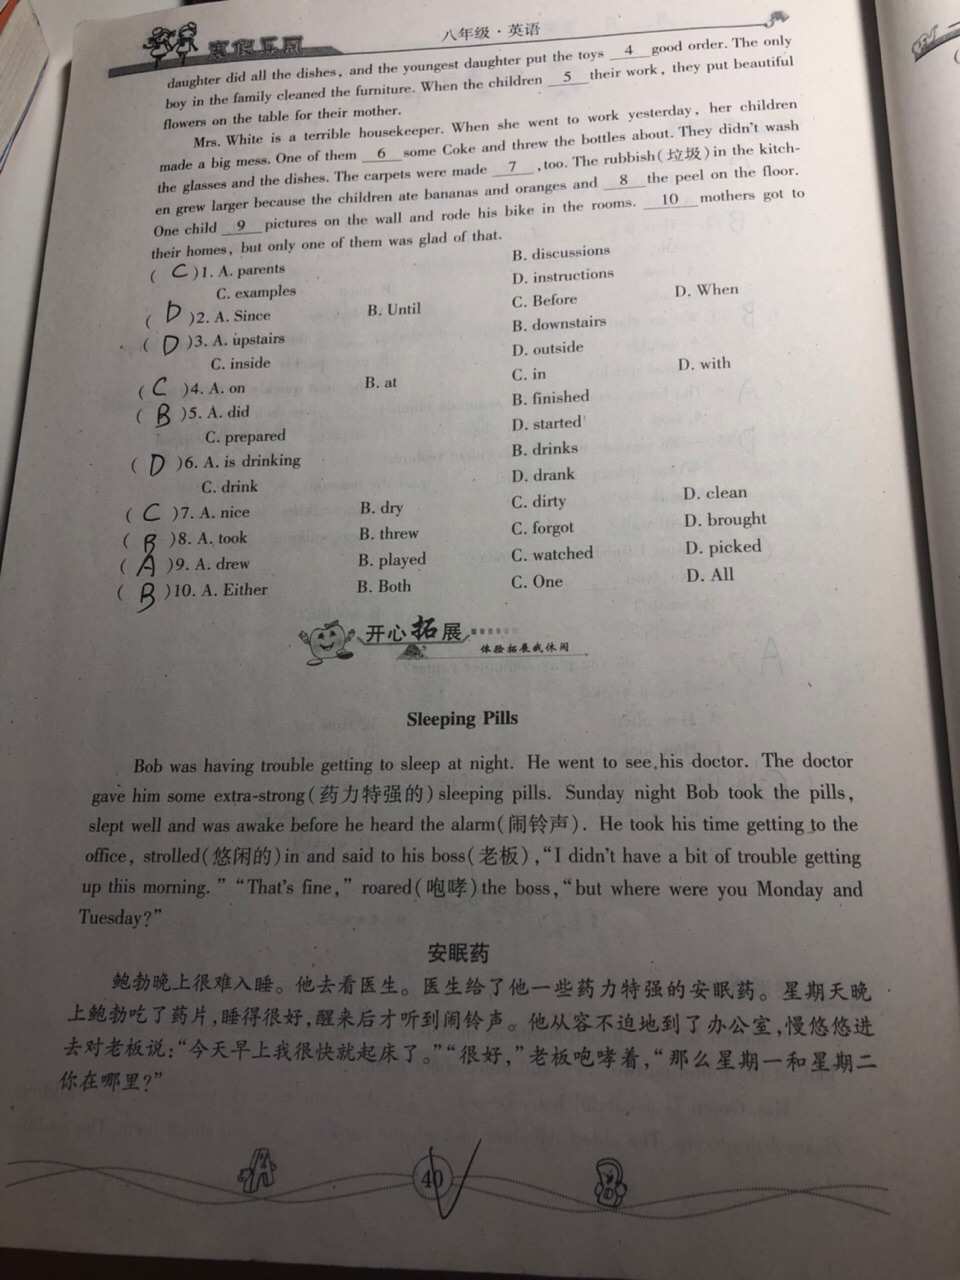 寒假乐园
八年级·英语
daughter did all the dishes, and the youngest daughter put the toys 4 good order. The only
boy in the family cleaned the furniture. When the children 5 their work, they put beautiful
flowers on the table for their mother.
Mrs. White is a terrible housekeeper. When she went to work yesterday, her children
made a big mess. One of them 6 some Coke and threw the bottles about. They didn't wash
the glasses and the dishes. The carpets were made 7 , too. The rubbish(垃圾)in the kitch-
en grew larger because the children ate bananas and oranges and 8 the peel on the floor.
One child 9 pictures on the wall and rode his bike in the rooms. 10 mothers got to
their homes, but only one of them was glad of that.
( C )1. A. parents B. discussions
C. examples D. instructions
( D )2. A. Since B. Until C. Before D. When
( D )3. A. upstairs B. downstairs
C. inside D. outside
( C )4. A. on B. at C. in D. with
( B )5. A. did B. finished
C. prepared D. started
( D )6. A. is drinking B. drinks
C. drink D. drank
( C )7. A. nice B. dry C. dirty D. clean
( B )8. A. took B. threw C. forgot D. brought
( A )9. A. drew B. played C. watched D. picked
( B )10. A. Either B. Both C. One D. All
开心拓展
体验拓展我休闲
Sleeping Pills
Bob was having trouble getting to sleep at night. He went to see his doctor. The doctor
gave him some extra-strong(药力特强的)sleeping pills. Sunday night Bob took the pills,
slept well and was awake before he heard the alarm(闹铃声). He took his time getting to the
office, strolled(悠闲的)in and said to his boss(老板),"I didn't have a bit of trouble getting
up this morning. " "That's fine," roared(咆哮)the boss,"but where were you Monday and
Tuesday?"
安眠药
鲍勃晚上很难入睡。他去看医生。医生给了他一些药力特强的安眠药。星期天晚
上鲍勃吃了药片,睡得很好,醒来后才听到闹铃声。他从容不迫地到了办公室,慢悠悠进
去对老板说:“今天早上我很快就起床了。”“很好,”老板咆哮着,“那么星期一和星期二
你在哪里?”
40